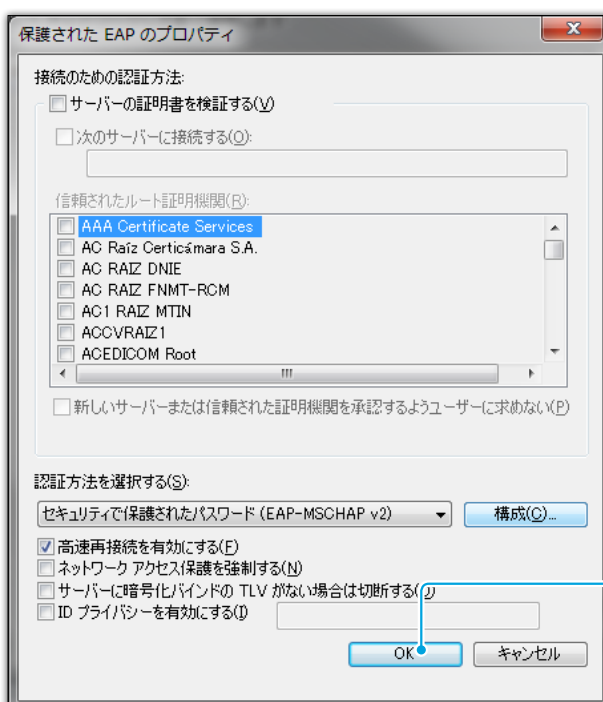 保護された EAP のプロパティ
接続のための認証方法:
サーバーの証明書を検証する(V)
次のサーバーに接続する(O):
信頼されたルート証明機関(R):
AAA Certificate Services
AC Raíz Certicámara S.A.
AC RAIZ DNIE
AC RAIZ FNMT-RCM
AC1 RAIZ MTIN
ACCVRAIZ1
ACEDICOM Root
新しいサーバーまたは信頼された証明機関を承認するようユーザーに求めない(P)
認証方法を選択する(S):
セキュリティで保護されたパスワード (EAP-MSCHAP v2) 構成(C)...
高速再接続を有効にする(F)
ネットワーク アクセス保護を強制する(N)
サーバーに暗号化バインドの TLV がない場合は切断する
ID プライバシーを有効にする(I)
OK キャンセル